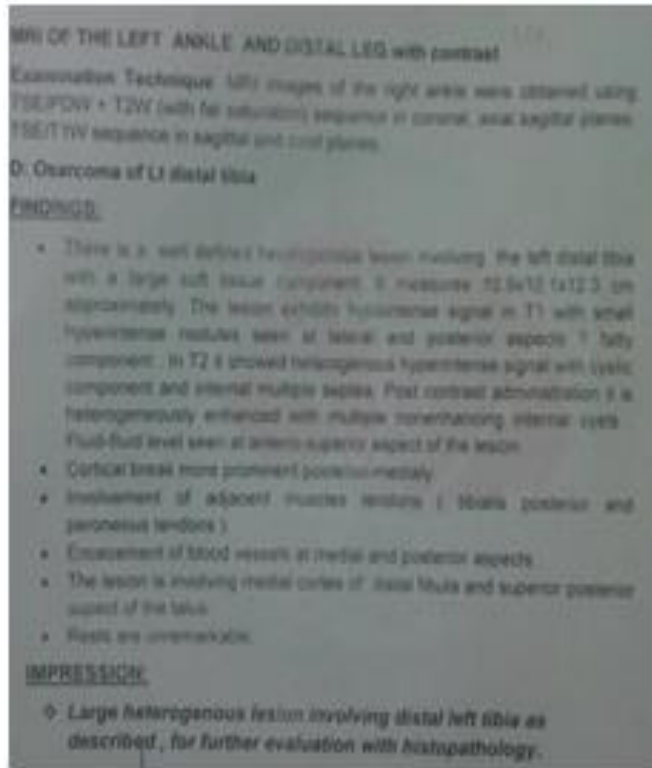 MRI OF THE LEFT ANKLE AND DISTAL LEG with contrast
Examination Technique: MRI images of the right ankle were obtained using
TSE/PDW + T2W (with fat saturation) sequence in coronal, axial sagittal planes.
TSE/T1W sequence in sagittal and planes.
D: Osarcoma of Lt distal tibia
FINDINGS:
There is a well defined heterogenous lesion involving the left distal tibia
with a large soft tissue component. It measures cm
approximately. The lesion exhibits signal in T1 with small
hyperintense nodules seen at lateral and posterior aspects ? fatty
component. In T2 it showed heterogenous hyperintense signal with cystic
component and internal multiple septea. Post contrast administration it is
heterogeneously enhanced with multiple nonenhancing internal cysts.
Fluid-fluid level seen at antero-superior aspect of the lesion.
Cortical break more prominent
Involvement of adjacent muscles tendons ( tibialis posterior and
peroneous tendons )
Encasement of blood vessels at medial and posterior aspects
The lesion is involving medial cortex of distal fibula and superior posterior
aspect of the talus
Rests are unremarkable.
IMPRESSION:
Large heterogenous lesion involving distal left tibia as
described, for further evaluation with histopathology.